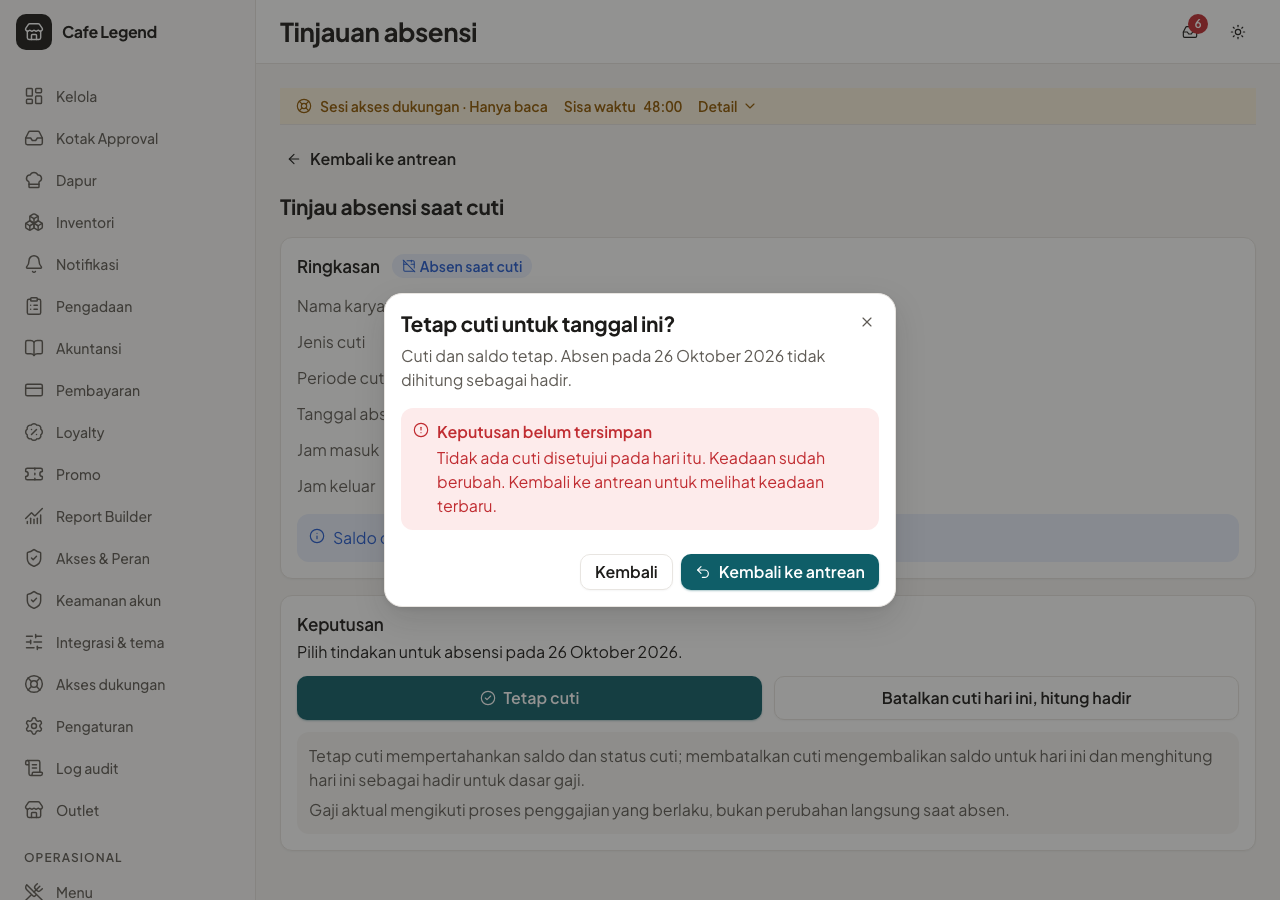 Cafe Legend
Tinjauan absensi
6
Kelola
Kotak Approval
Dapur
Inventori
Notifikasi
Pengadaan
Akuntansi
Pembayaran
Loyalty
Promo
Report Builder
Akses & Peran
Keamanan akun
Integrasi & tema
Akses dukungan
Pengaturan
Log audit
Outlet
OPERASIONAL
Menu
Sesi akses dukungan · Hanya baca Sisa waktu 48:00 Detail
Kembali ke antrean
Tinjau absensi saat cuti
Ringkasan Absen saat cuti
Nama karya
Jenis cuti
Periode cut
Tanggal abs
Jam masuk
Jam keluar
Saldo
Tetap cuti untuk tanggal ini?
Cuti dan saldo tetap. Absen pada 26 Oktober 2026 tidak
dihitung sebagai hadir.
Keputusan belum tersimpan
Tidak ada cuti disetujui pada hari itu. Keadaan sudah
berubah. Kembali ke antrean untuk melihat keadaan
terbaru.
Kembali Kembali ke antrean
Keputusan
Pilih tindakan untuk absensi pada 26 Oktober 2026.
Tetap cuti Batalkan cuti hari ini, hitung hadir
Tetap cuti mempertahankan saldo dan status cuti; membatalkan cuti mengembalikan saldo untuk hari ini dan menghitung
hari ini sebagai hadir untuk dasar gaji.
Gaji aktual mengikuti proses penggajian yang berlaku, bukan perubahan langsung saat absen.